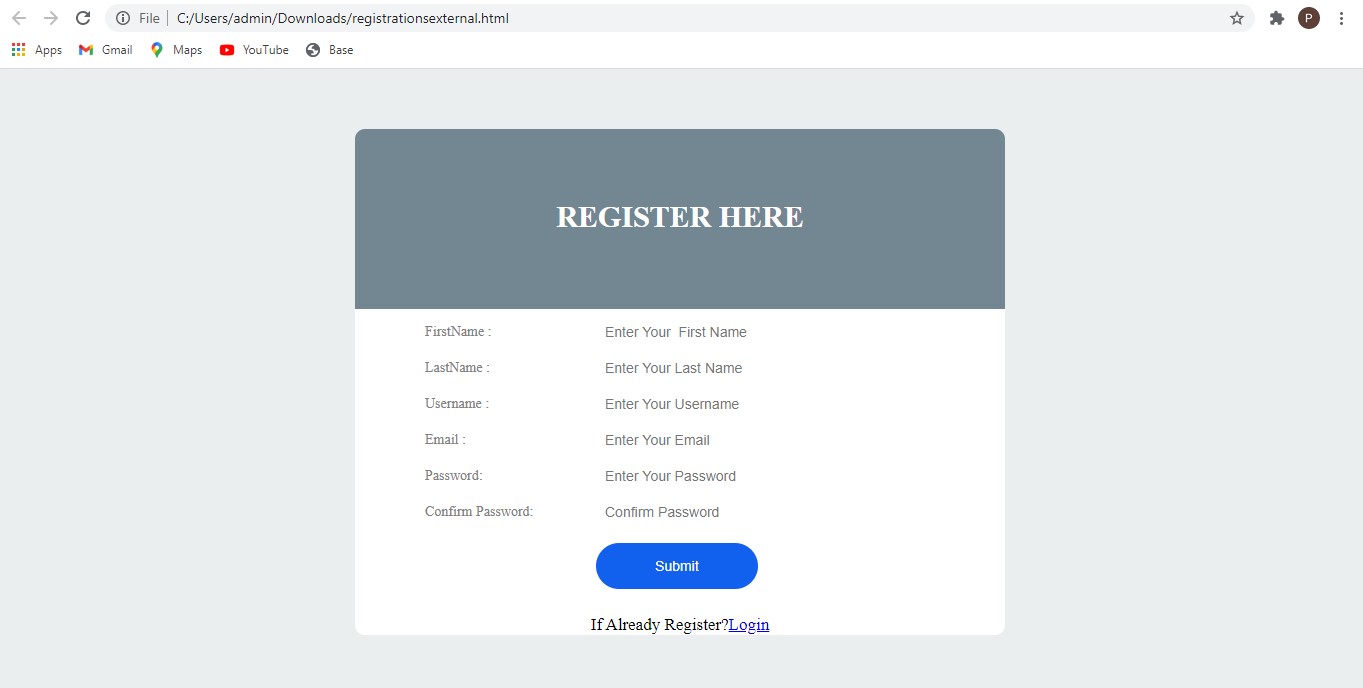 File C:/Users/admin/Downloads/registrationsexternal.html P
Apps Gmail Maps YouTube Base
REGISTER HERE
FirstName : Enter Your  First Name
LastName : Enter Your Last Name
Username : Enter Your Username
Email : Enter Your Email
Password: Enter Your Password
Confirm Password: Confirm Password
Submit
If Already Register?Login